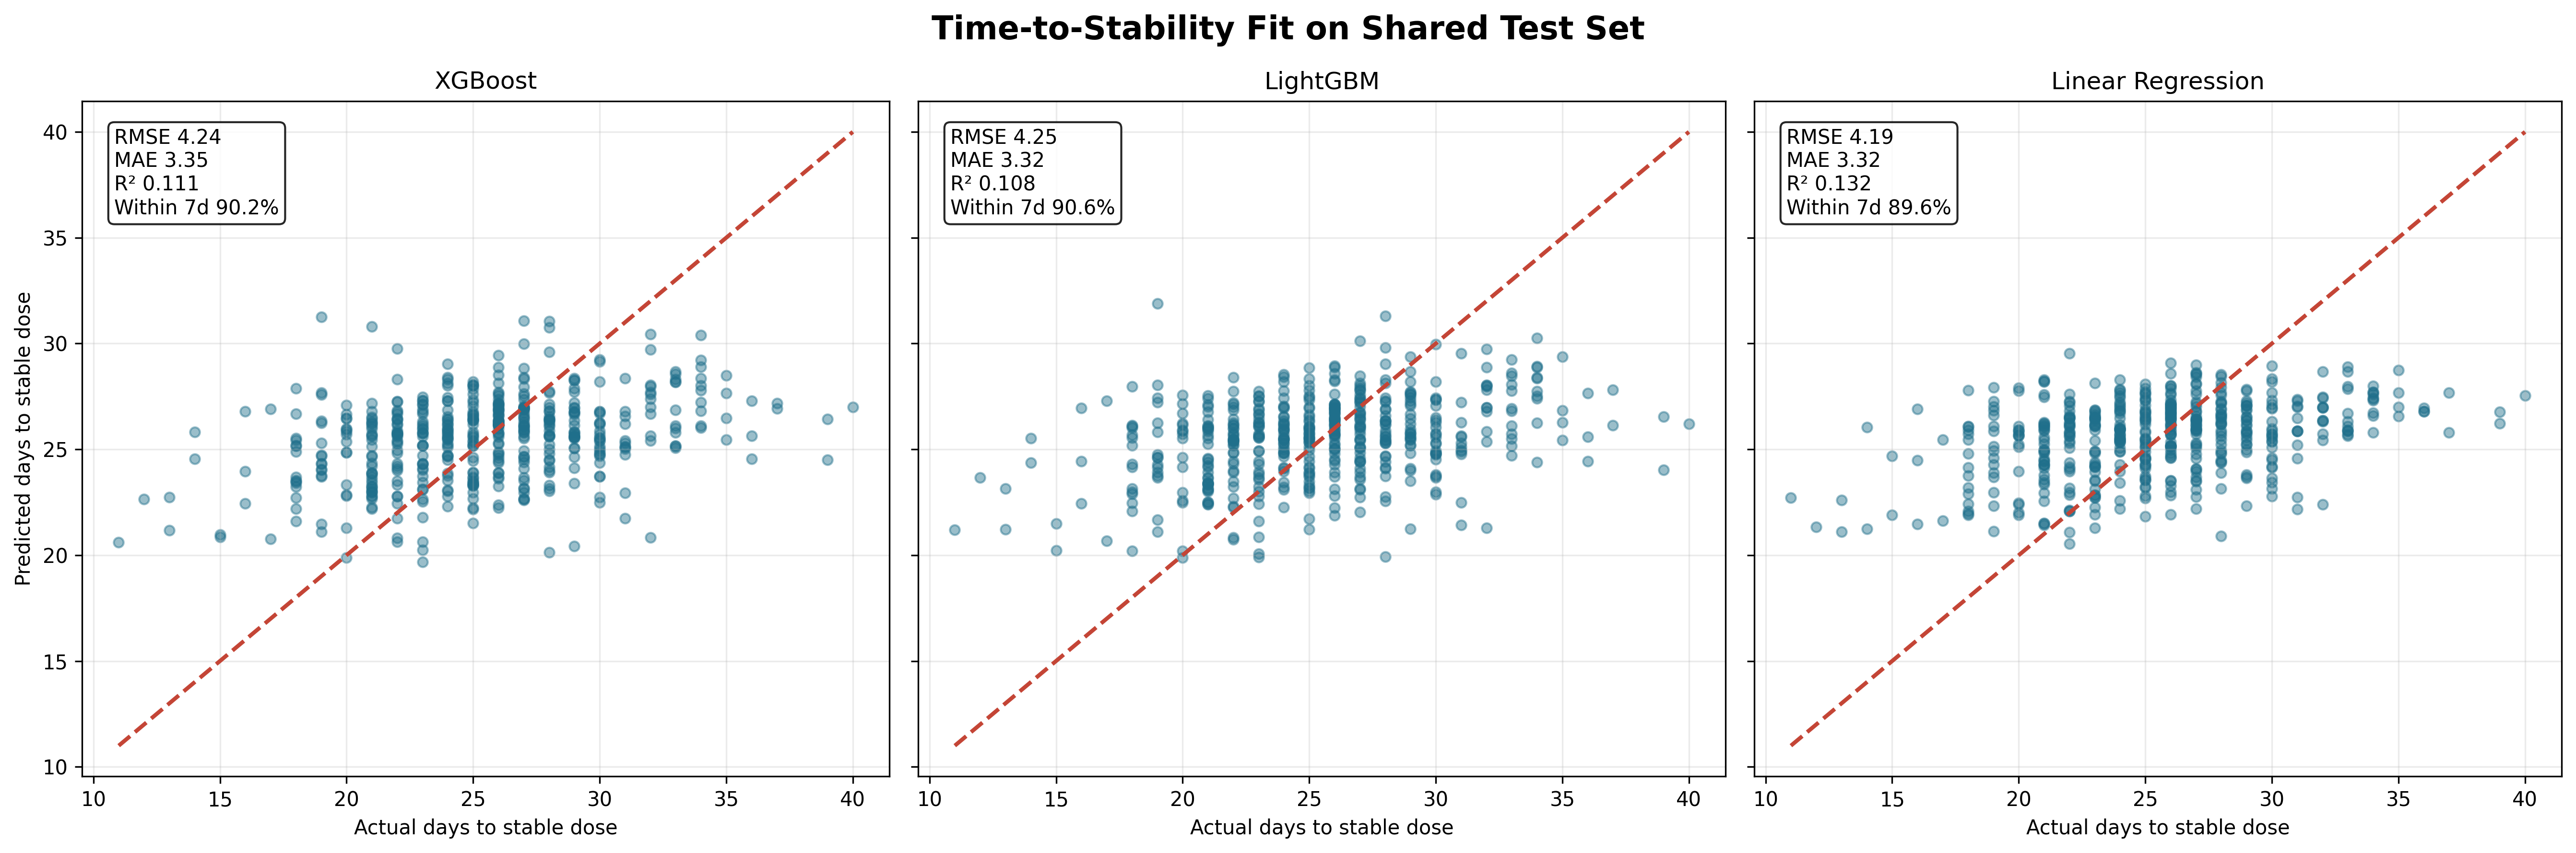 Time-to-Stability Fit on Shared Test Set
XGBoost
RMSE 4.24
MAE 3.35
R² 0.111
Within 7d 90.2%
Predicted days to stable dose
40
35
30
25
20
15
10
10 15 20 25 30 35 40
Actual days to stable dose
LightGBM
RMSE 4.25
MAE 3.32
R² 0.108
Within 7d 90.6%
10 15 20 25 30 35 40
Actual days to stable dose
Linear Regression
RMSE 4.19
MAE 3.32
R² 0.132
Within 7d 89.6%
10 15 20 25 30 35 40
Actual days to stable dose